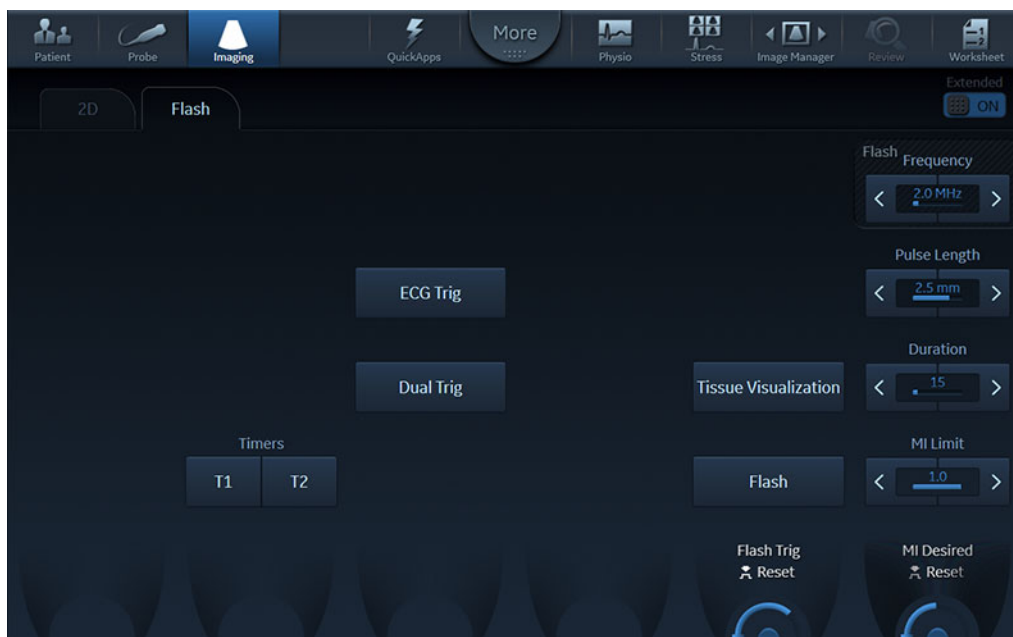 Patient
Probe
Imaging
QuickApps
More
Physio
Stress
Image Manager
Review
Worksheet
Extended
ON
2D
Flash
Flash
Frequency
2.0 MHz
Pulse Length
2.5 mm
ECG Trig
Duration
15
Dual Trig
Tissue Visualization
Timers
MI Limit
T1
T2
Flash
1.0
Flash Trig
Reset
MI Desired
Reset